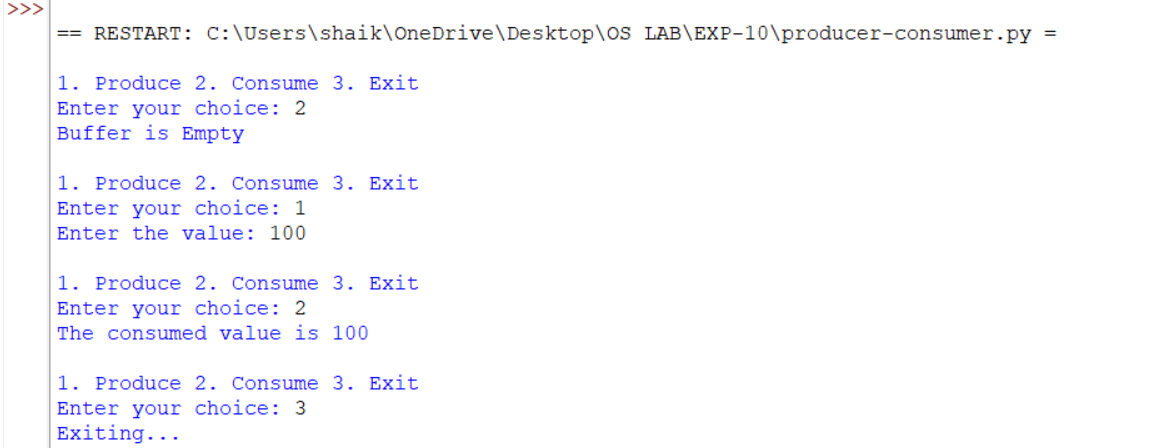 >>>
== RESTART: C:\Users\shaik\OneDrive\Desktop\OS LAB\EXP-10\producer-consumer.py =
1. Produce 2. Consume 3. Exit
Enter your choice: 2
Buffer is Empty
1. Produce 2. Consume 3. Exit
Enter your choice: 1
Enter the value: 100
1. Produce 2. Consume 3. Exit
Enter your choice: 2
The consumed value is 100
1. Produce 2. Consume 3. Exit
Enter your choice: 3
Exiting...